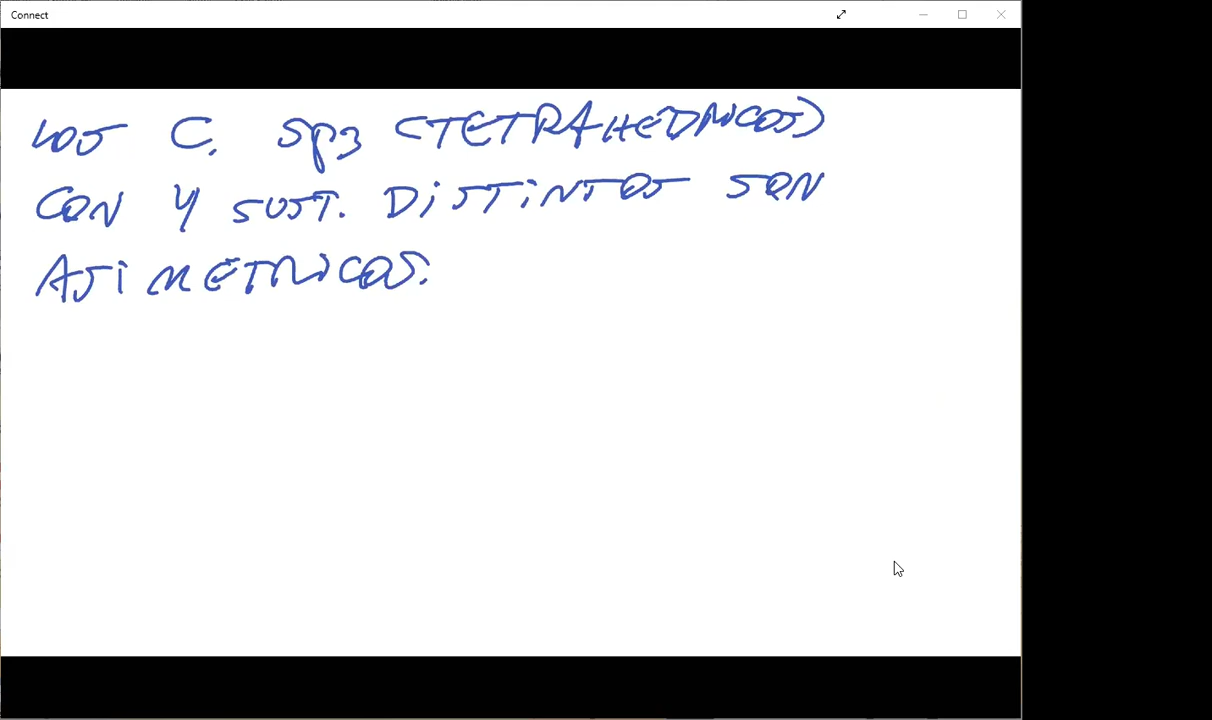 Connect
LOS C. sp3 (TETRAHEDRICOS)
CON 4 SUST. DiSTiNTOS SON
ASiMETRICOS.